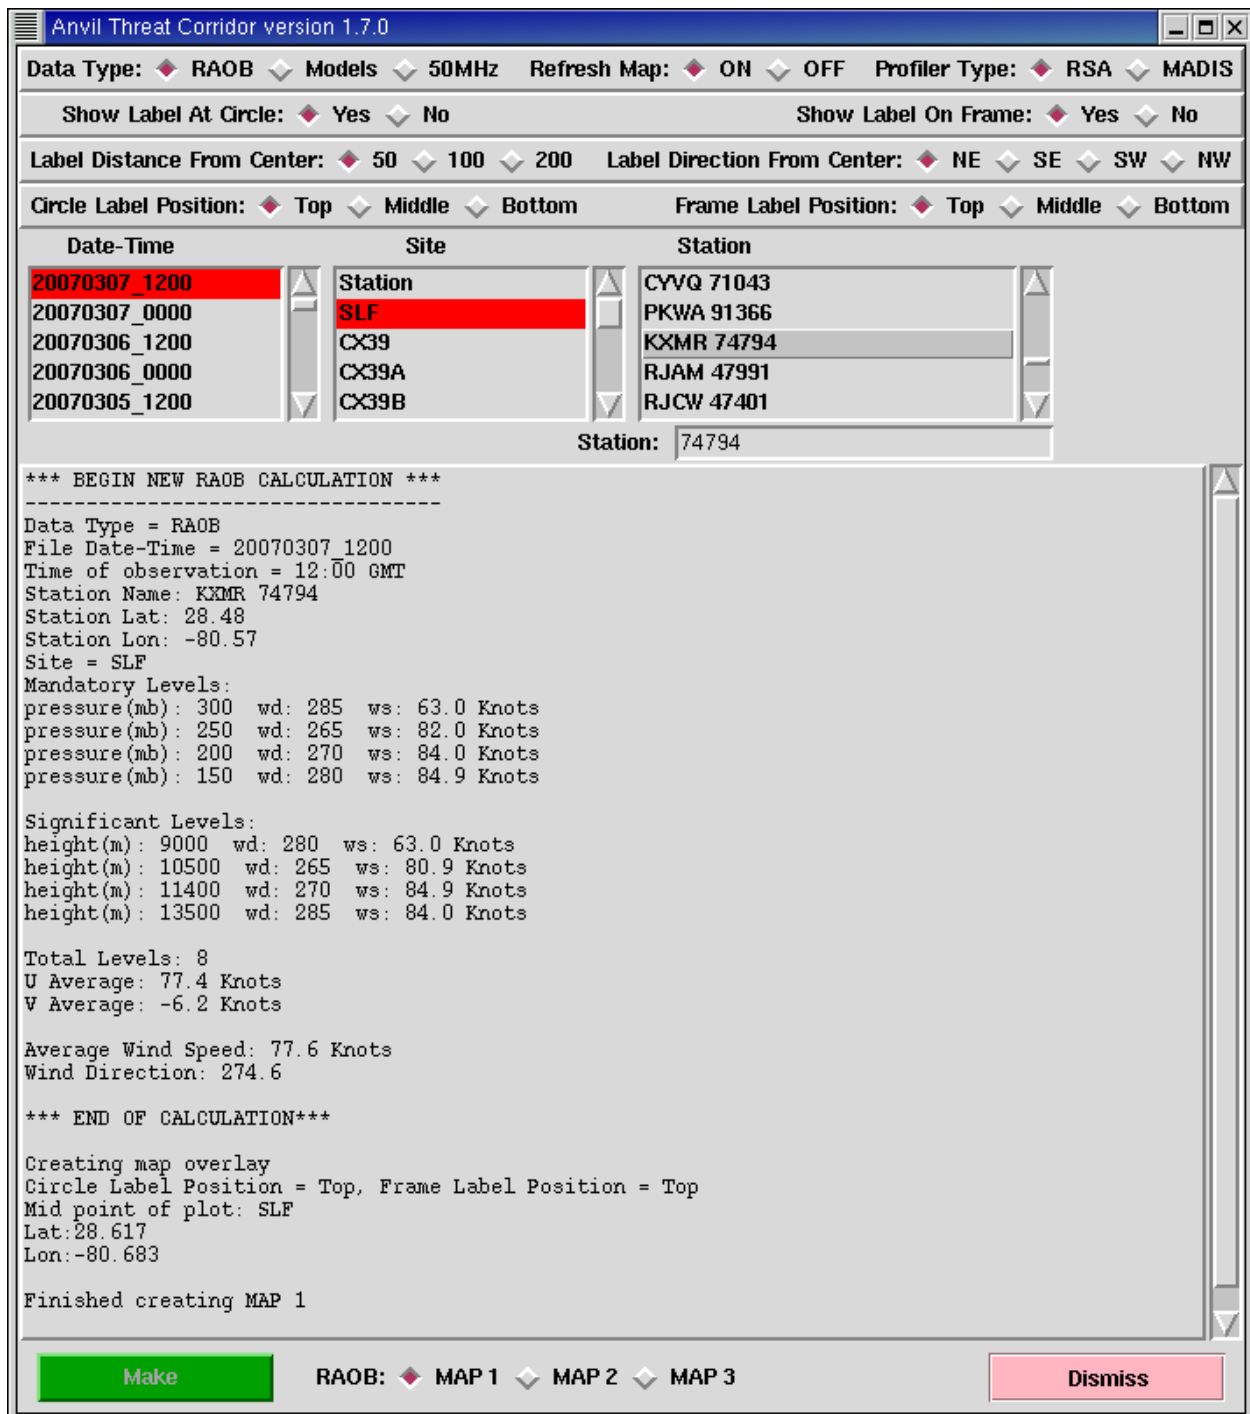 Anvil Threat Corridor version 1.7.0
Data Type: RAOB Models 50MHz Refresh Map: ON OFF Profiler Type: RSA MADIS
Show Label At Circle: Yes No Show Label On Frame: Yes No
Label Distance From Center: 50 100 200 Label Direction From Center: NE SE SW NW
Circle Label Position: Top Middle Bottom Frame Label Position: Top Middle Bottom
Date-Time Site Station
20070307_1200 Station CYVQ 71043
20070307_0000 SLF PKWA 91366
20070306_1200 CX39 KXMR 74794
20070306_0000 CX39A RJAM 47991
20070305_1200 CX39B RJCW 47401
Station: 74794
*** BEGIN NEW RAOB CALCULATION ***
----------------------------------
Data Type = RAOB
File Date-Time = 20070307_1200
Time of observation = 12:00 GMT
Station Name: KXMR 74794
Station Lat: 28.48
Station Lon: -80.57
Site = SLF
Mandatory Levels:
pressure(mb): 300 wd: 285 ws: 63.0 Knots
pressure(mb): 250 wd: 265 ws: 82.0 Knots
pressure(mb): 200 wd: 270 ws: 84.0 Knots
pressure(mb): 150 wd: 280 ws: 84.9 Knots
Significant Levels:
height(m): 9000 wd: 280 ws: 63.0 Knots
height(m): 10500 wd: 265 ws: 80.9 Knots
height(m): 11400 wd: 270 ws: 84.9 Knots
height(m): 13500 wd: 285 ws: 84.0 Knots
Total Levels: 8
U Average: 77.4 Knots
V Average: -6.2 Knots
Average Wind Speed: 77.6 Knots
Wind Direction: 274.6
*** END OF CALCULATION***
Creating map overlay
Circle Label Position = Top, Frame Label Position = Top
Mid point of plot: SLF
Lat:28.617
Lon:-80.683
Finished creating MAP 1
Make RAOB: MAP 1 MAP 2 MAP 3 Dismiss